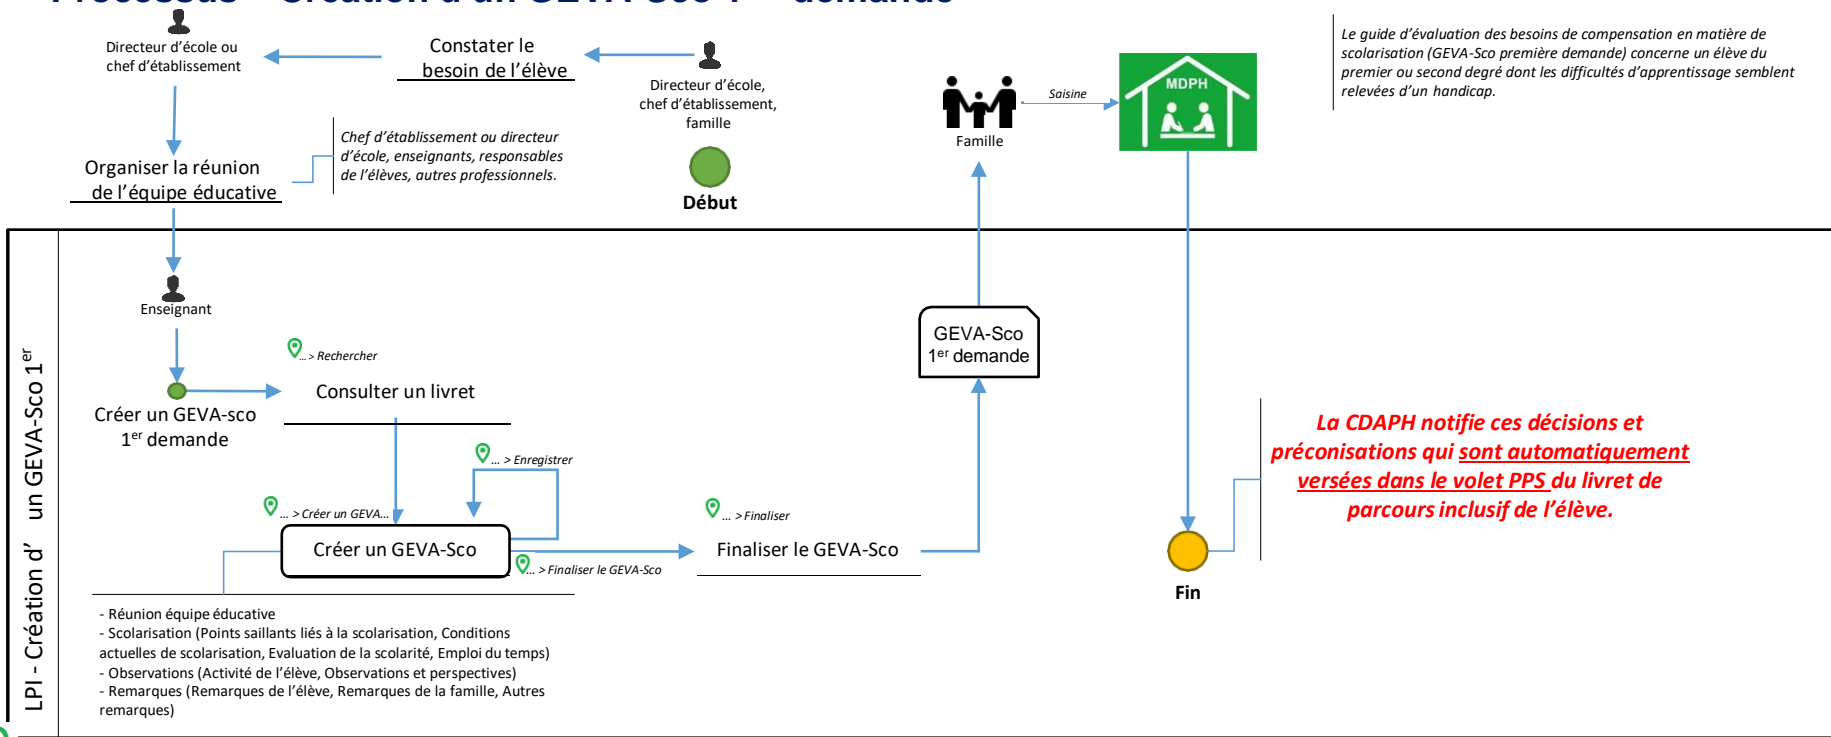 Processus – Création d'un GEVA-Sco 1ère demande
Directeur d'école ou
chef d'établissement
Constater le
besoin de l'élève
Directeur d'école,
chef d'établissement,
famille
Début
Organiser la réunion
de l'équipe éducative
Chef d'établissement ou directeur
d'école, enseignants, responsables
de l'élèves, autres professionnels.
Famille
Saisine
MDPH
Le guide d'évaluation des besoins de compensation en matière de
scolarisation (GEVA-Sco première demande) concerne un élève du
premier ou second degré dont les difficultés d'apprentissage semblent
relevées d'un handicap.
LPI - Création d' un GEVA-Sco 1er
Enseignant
Créer un GEVA-sco
1er demande
... > Rechercher
Consulter un livret
... > Enregistrer
... > Créer un GEVA...
Créer un GEVA-Sco
... > Finaliser le GEVA-Sco
... > Finaliser
Finaliser le GEVA-Sco
GEVA-Sco
1er demande
- Réunion équipe éducative
- Scolarisation (Points saillants liés à la scolarisation, Conditions
actuelles de scolarisation, Evaluation de la scolarité, Emploi du temps)
- Observations (Activité de l'élève, Observations et perspectives)
- Remarques (Remarques de l'élève, Remarques de la famille, Autres
remarques)
La CDAPH notifie ces décisions et
préconisations qui sont automatiquement
versées dans le volet PPS du livret de
parcours inclusif de l'élève.
Fin